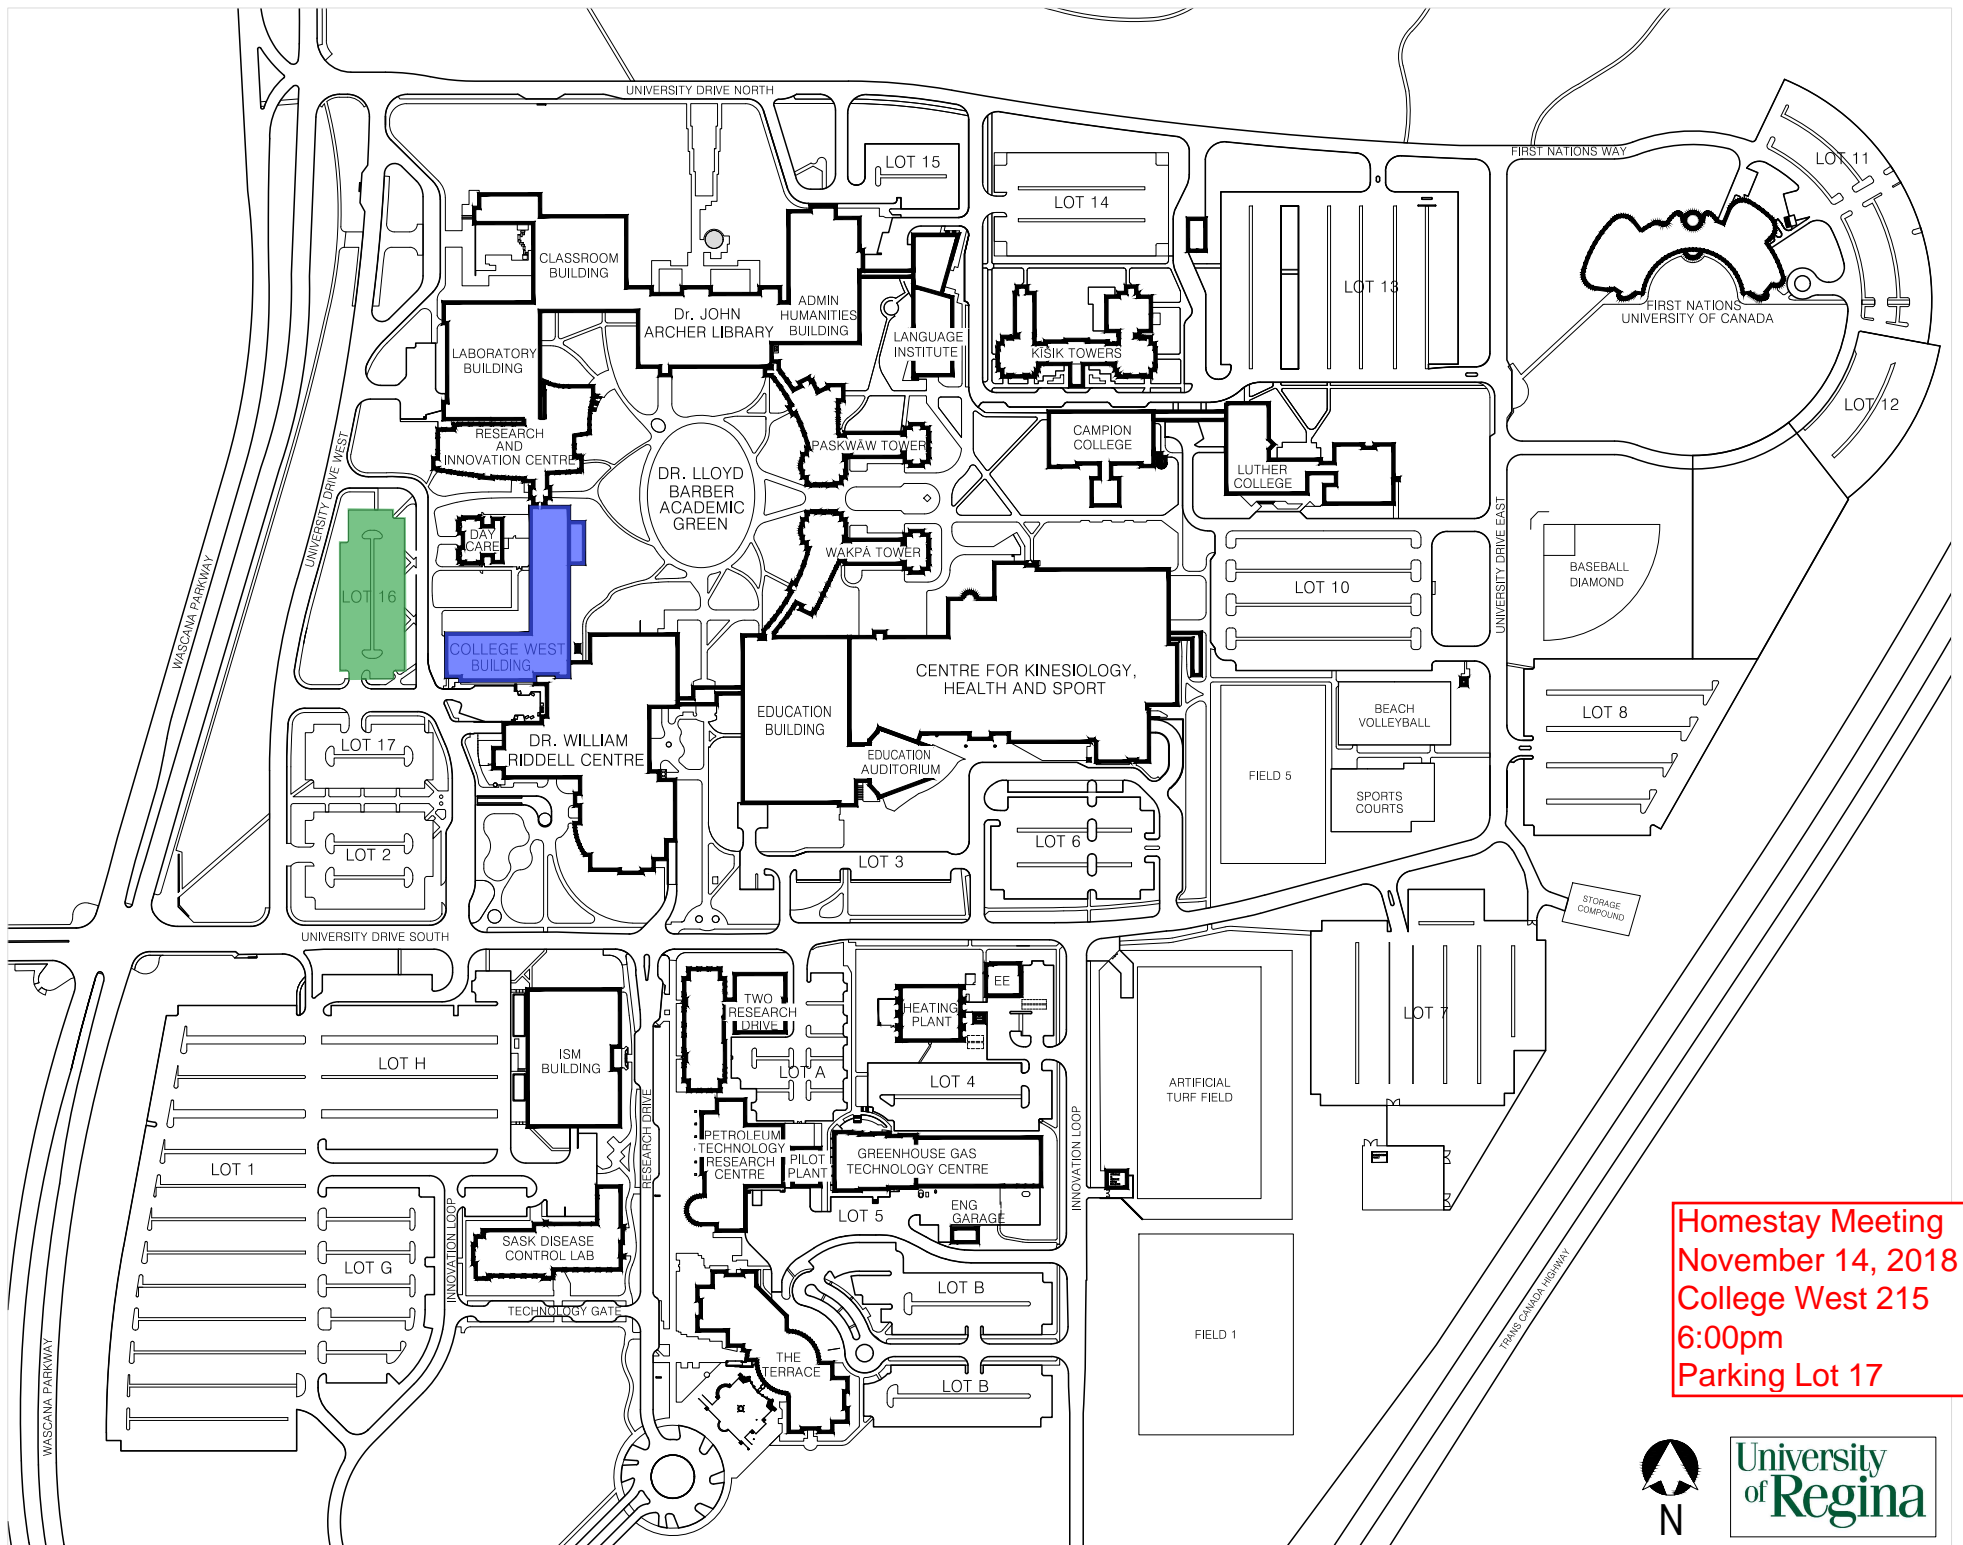 UNIVERSITY DRIVE NORTH
FIRST NATIONS WAY
LOT 11
LOT 15
LOT 14
CLASSROOM
BUILDING
LOT 13
ADMIN
HUMANITIES
BUILDING
Dr. JOHN
ARCHER LIBRARY
FIRST NATIONS
UNIVERSITY OF CANADA
LANGUAGE
INSTITUTE
KĪSIK TOWERS
LABORATORY
BUILDING
LOT 12
RESEARCH
AND
INNOVATION CENTRE
PASKWĀW TOWER
CAMPION
COLLEGE
LUTHER
COLLEGE
DR. LLOYD
BARBER
ACADEMIC
GREEN
UNIVERSITY DRIVE WEST
UNIVERSITY DRIVE EAST
DAY
CARE
WAKPĀ TOWER
BASEBALL
DIAMOND
LOT 16
LOT 10
WASCANA PARKWAY
COLLEGE WEST
BUILDING
CENTRE FOR KINESIOLOGY,
HEALTH AND SPORT
EDUCATION
BUILDING
BEACH
VOLLEYBALL
LOT 8
LOT 17
DR. WILLIAM
RIDDELL CENTRE
EDUCATION
AUDITORIUM
FIELD 5
SPORTS
COURTS
LOT 2
LOT 3
LOT 6
STORAGE
COMPOUND
UNIVERSITY DRIVE SOUTH
TWO
RESEARCH
DRIVE
EE
HEATING
PLANT
LOT 7
LOT H
ISM
BUILDING
LOT A
LOT 4
ARTIFICIAL
TURF FIELD
RESEARCH DRIVE
INNOVATION LOOP
PETROLEUM
TECHNOLOGY
RESEARCH
CENTRE
PILOT
PLANT
GREENHOUSE GAS
TECHNOLOGY CENTRE
LOT 1
LOT 5
ENG
GARAGE
INNOVATION LOOP
SASK DISEASE
CONTROL LAB
LOT G
TECHNOLOGY GATE
LOT B
FIELD 1
THE
TERRACE
LOT B
WASCANA PARKWAY
TRANS CANADA HIGHWAY
Homestay Meeting
November 14, 2018
College West 215
6:00pm
Parking Lot 17
N
University
of Regina